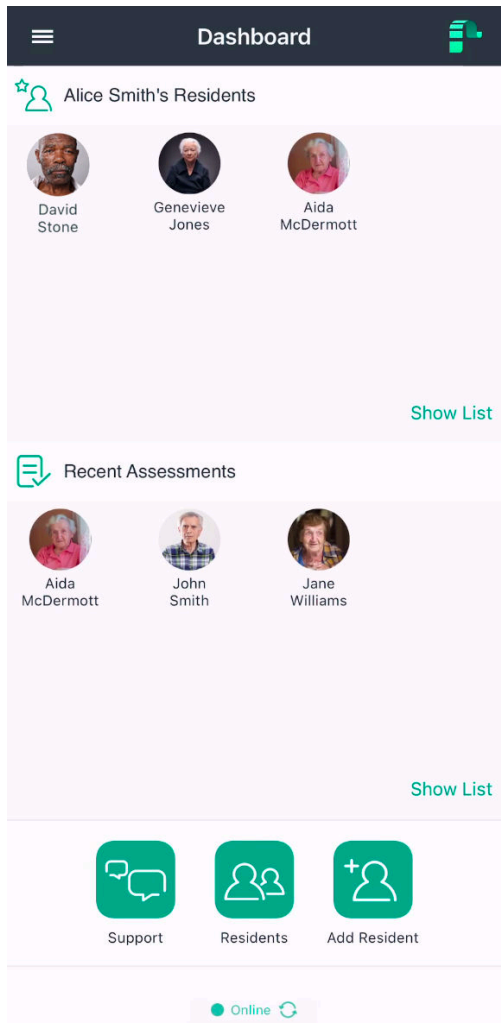 Dashboard
Alice Smith's Residents
David
Stone
Genevieve
Jones
Aida
McDermott
Show List
Recent Assessments
Aida
McDermott
John
Smith
Jane
Williams
Show List
Support
Residents
Add Resident
Online